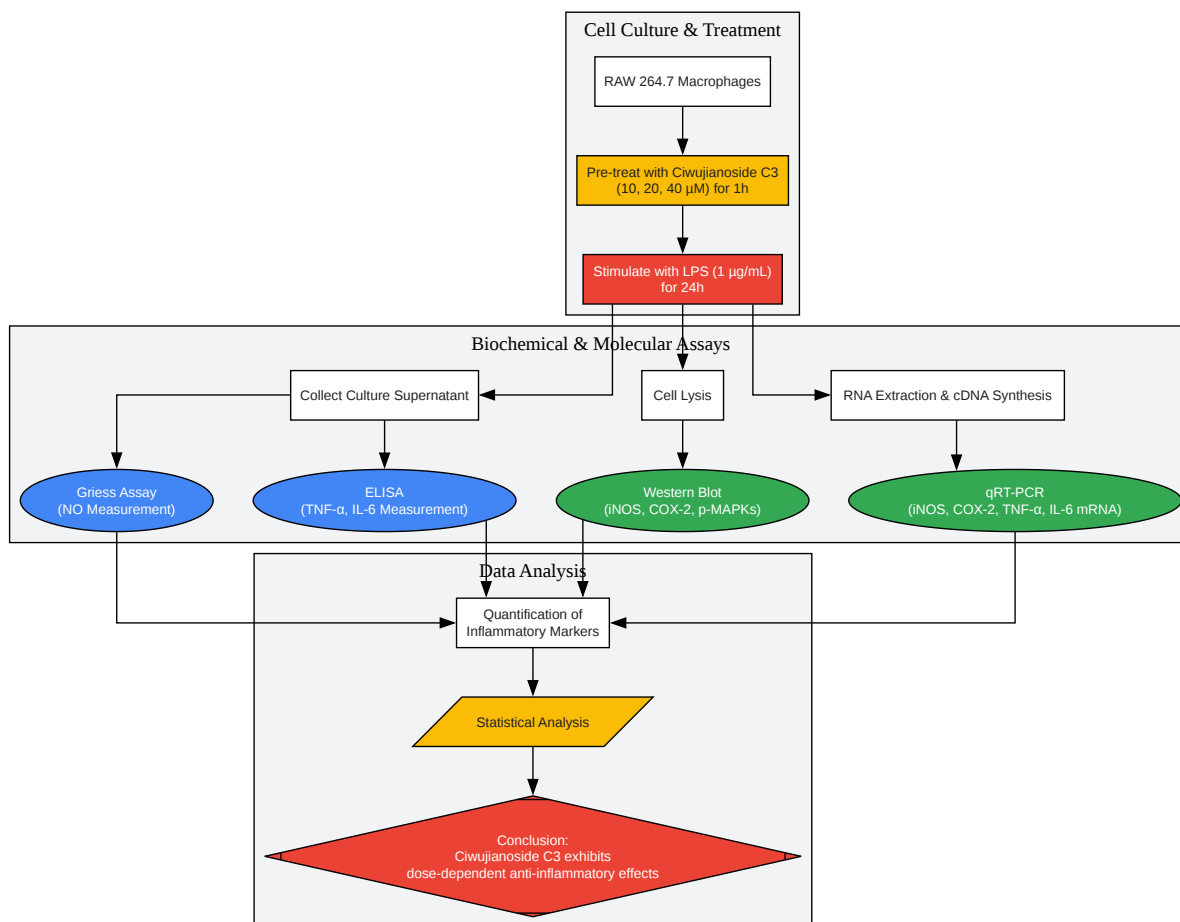 Cell Culture & Treatment
RAW 264.7 Macrophages
Pre-treat with Ciwujianoside C3
(10, 20, 40 µM) for 1h
Stimulate with LPS (1 µg/mL)
for 24h
Biochemical & Molecular Assays
Collect Culture Supernatant
Cell Lysis
RNA Extraction & cDNA Synthesis
Griess Assay
(NO Measurement)
ELISA
(TNF-α, IL-6 Measurement)
Western Blot
(iNOS, COX-2, p-MAPKs)
qRT-PCR
(iNOS, COX-2, TNF-α, IL-6 mRNA)
Data Analysis
Quantification of
Inflammatory Markers
Statistical Analysis
Conclusion:
Ciwujianoside C3 exhibits
dose-dependent anti-inflammatory effects